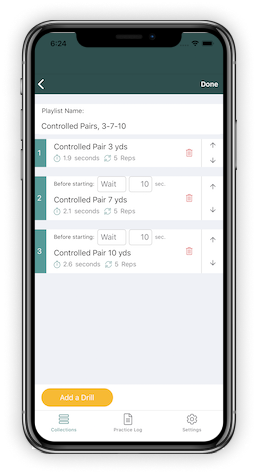 6:24
Done
Playlist Name:
Controlled Pairs, 3-7-10
1
Controlled Pair 3 yds
1.9 seconds 5 Reps
Before starting: Wait 10 sec.
2
Controlled Pair 7 yds
2.1 seconds 5 Reps
Before starting: Wait 10 sec.
3
Controlled Pair 10 yds
2.6 seconds 5 Reps
Add a Drill
Collections Practice Log Settings